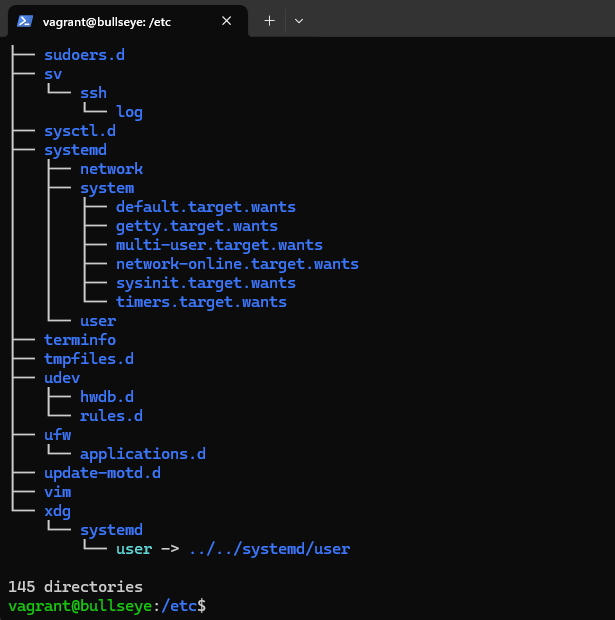 vagrant@bullseye: /etc
├── sudoers.d
├── sv
│   └── ssh
│       └── log
├── sysctl.d
├── systemd
│   ├── network
│   ├── system
│   │   ├── default.target.wants
│   │   ├── getty.target.wants
│   │   ├── multi-user.target.wants
│   │   ├── network-online.target.wants
│   │   ├── sysinit.target.wants
│   │   └── timers.target.wants
│   └── user
├── terminfo
├── tmpfiles.d
├── udev
│   ├── hwdb.d
│   └── rules.d
├── ufw
│   └── applications.d
├── update-motd.d
├── vim
└── xdg
    └── systemd
        └── user -> ../../systemd/user

145 directories
vagrant@bullseye:/etc$